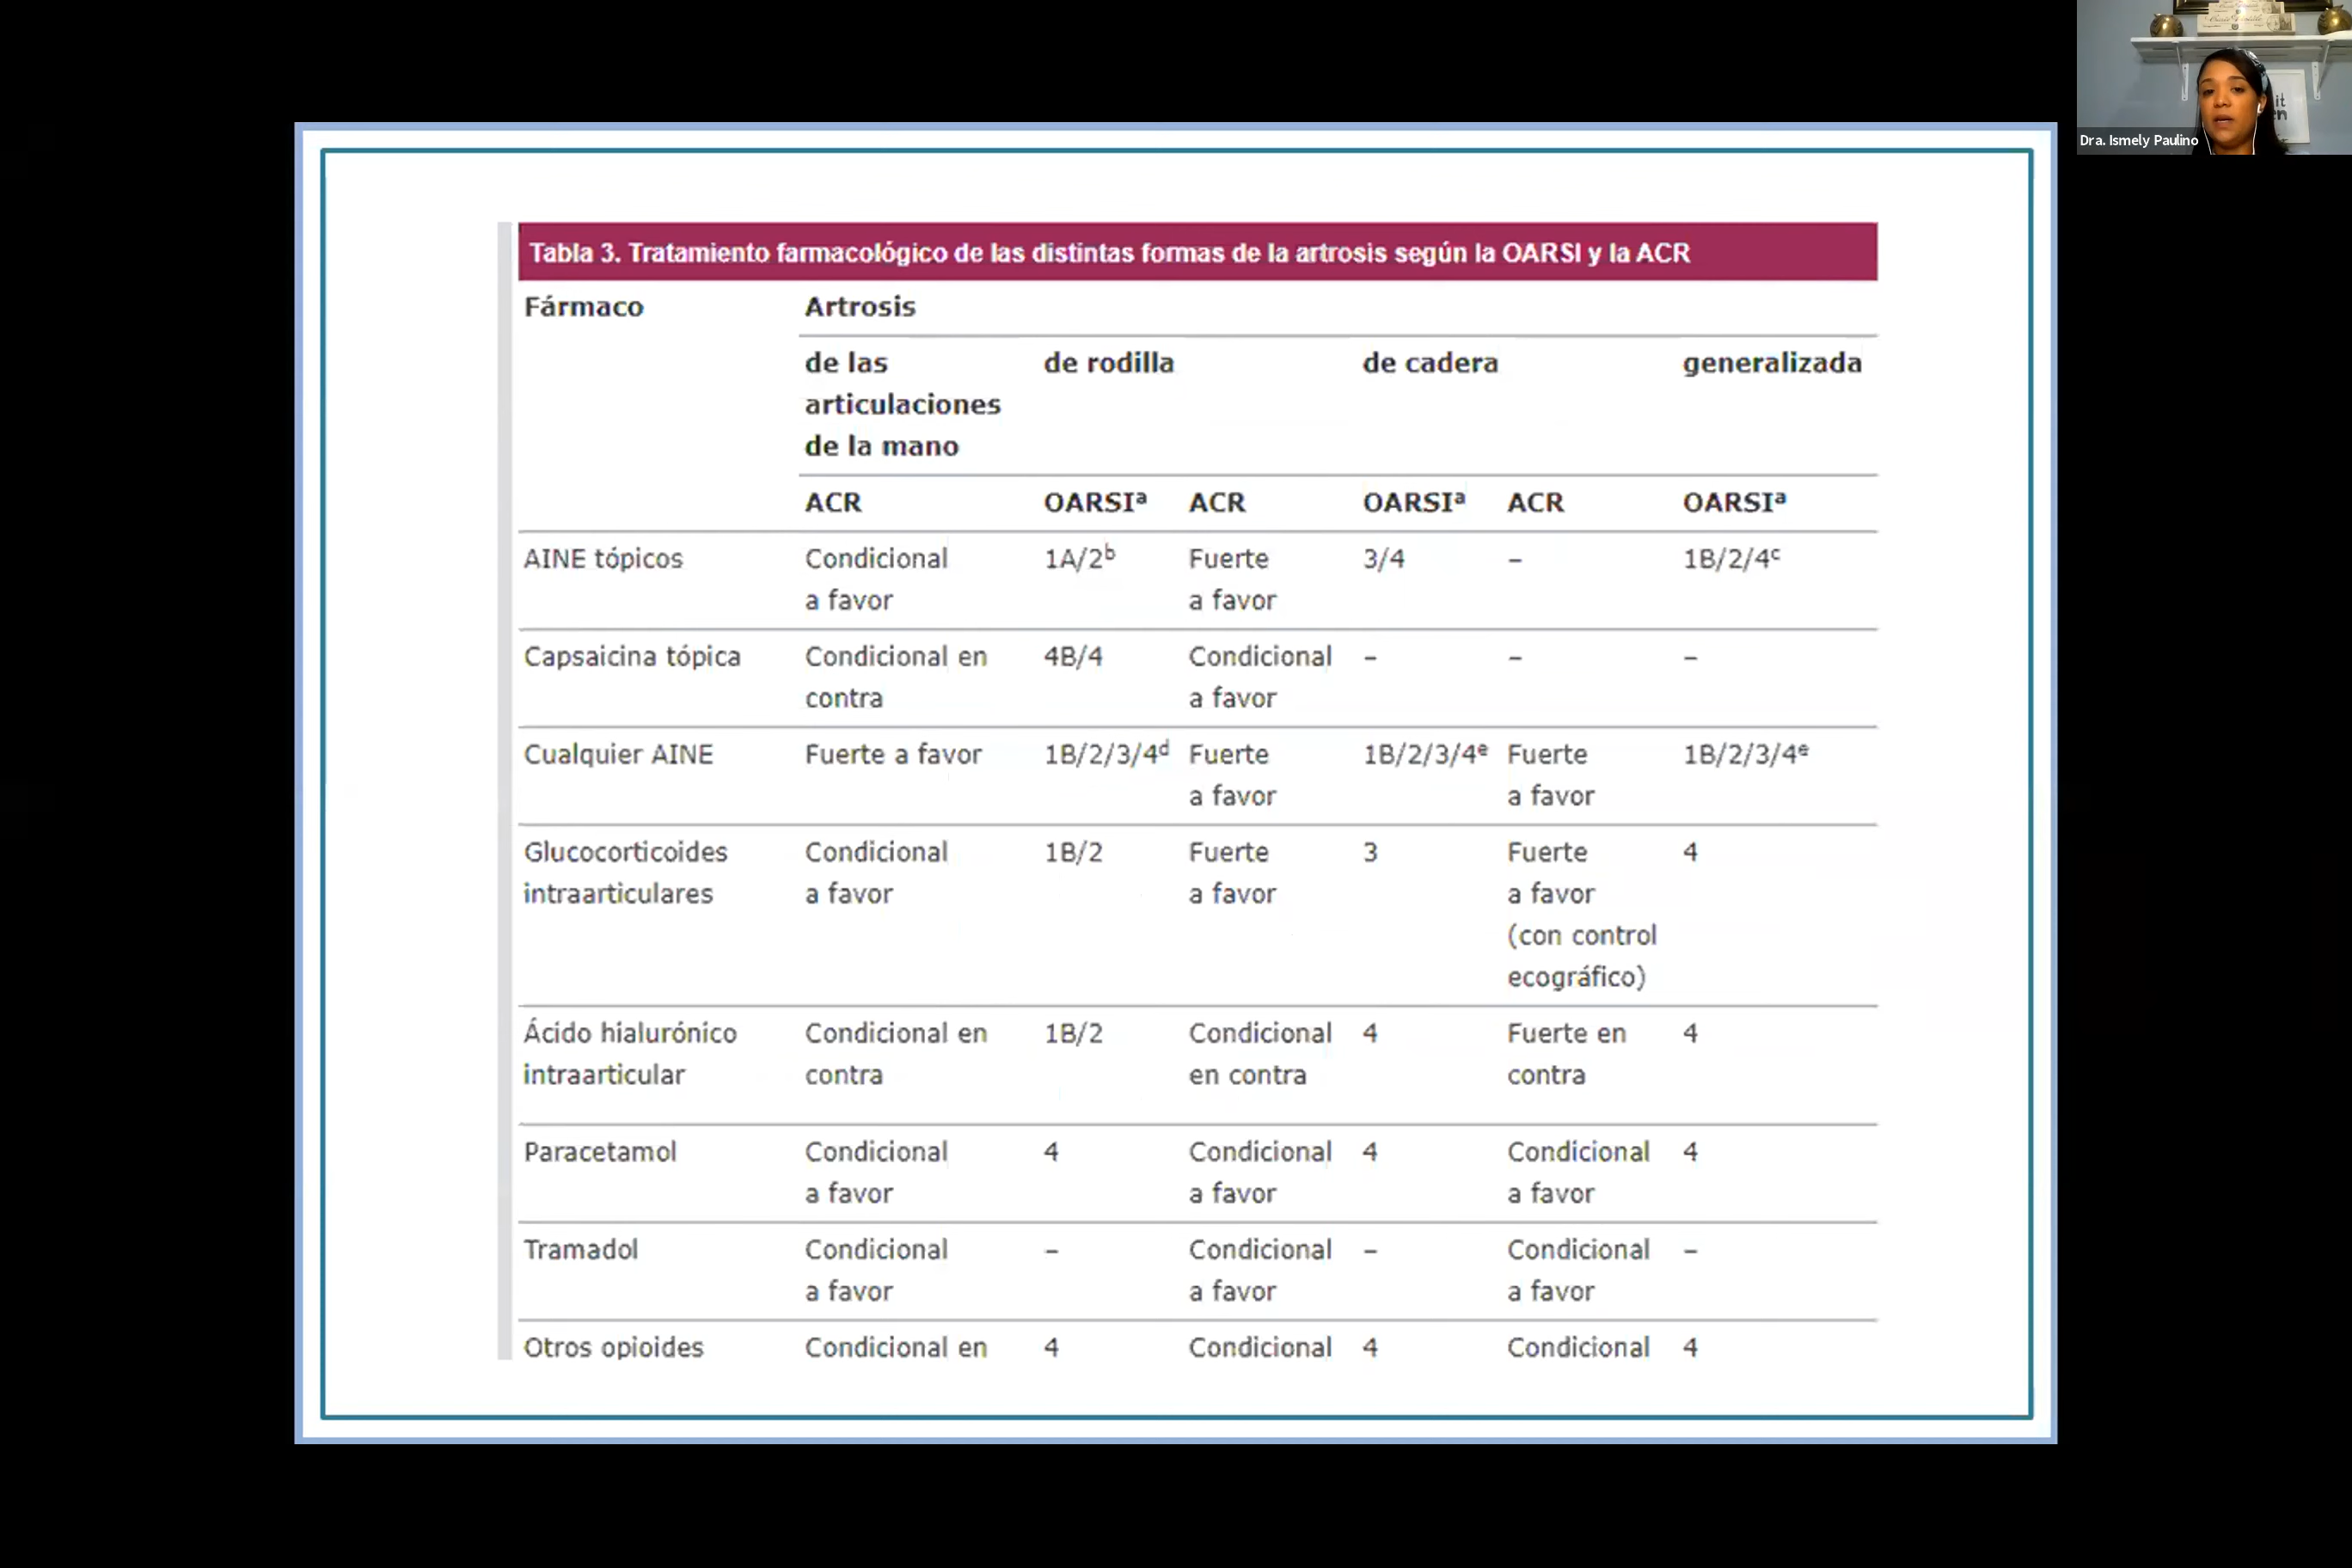 Dra. Ismely Paulino
Tabla 3. Tratamiento farmacológico de las distintas formas de la artrosis según la OARSI y la ACR
Fármaco Artrosis
de las articulaciones de la mano de rodilla de cadera generalizada
ACR OARSIᵃ ACR OARSIᵃ ACR OARSIᵃ
AINE tópicos Condicional a favor 1A/2ᵇ Fuerte a favor 3/4 – 1B/2/4ᶜ
Capsaicina tópica Condicional en contra 4B/4 Condicional a favor – – –
Cualquier AINE Fuerte a favor 1B/2/3/4ᵈ Fuerte a favor 1B/2/3/4ᵉ Fuerte a favor 1B/2/3/4ᵉ
Glucocorticoides intraarticulares Condicional a favor 1B/2 Fuerte a favor 3 Fuerte a favor (con control ecográfico) 4
Ácido hialurónico intraarticular Condicional en contra 1B/2 Condicional en contra 4 Fuerte en contra 4
Paracetamol Condicional a favor 4 Condicional a favor 4 Condicional a favor 4
Tramadol Condicional a favor – Condicional a favor – Condicional a favor –
Otros opioides Condicional en 4 Condicional 4 Condicional 4